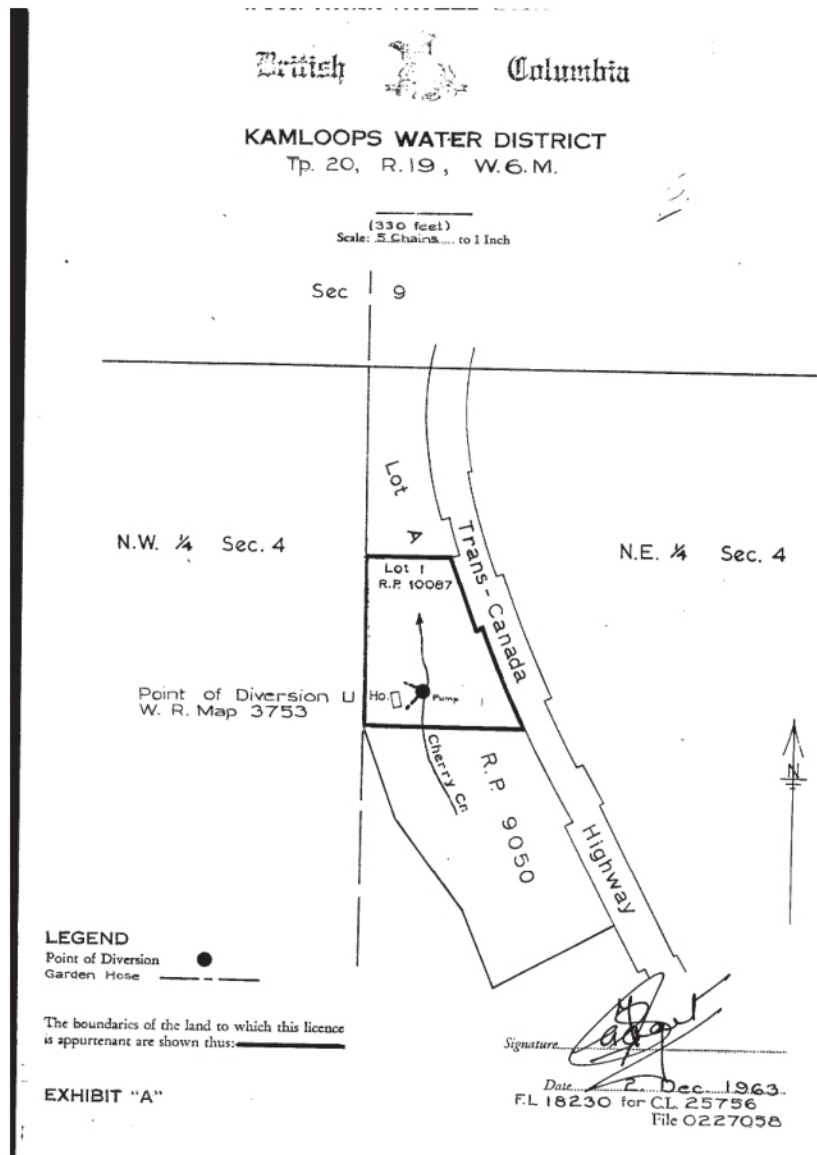 British Columbia
KAMLOOPS WATER DISTRICT
Tp. 20, R.19, W.6.M.
(330 feet)
Scale: 5 Chains to 1 Inch
Sec 9
Lot A
N.W. ¼ Sec. 4
Trans-Canada
N.E. ¼ Sec. 4
Lot 1
R.P. 10087
Point of Diversion U
W. R. Map 3753
Ho.
Pump
Cherry Cr.
R.P. 9050
N
Highway
LEGEND
Point of Diversion
Garden Hose
The boundaries of the land to which this licence
is appurtenant are shown thus:
Signature
Date 2. Dec 1963
EXHIBIT "A"
F.L 18230 for C.L. 25756
File 0227058